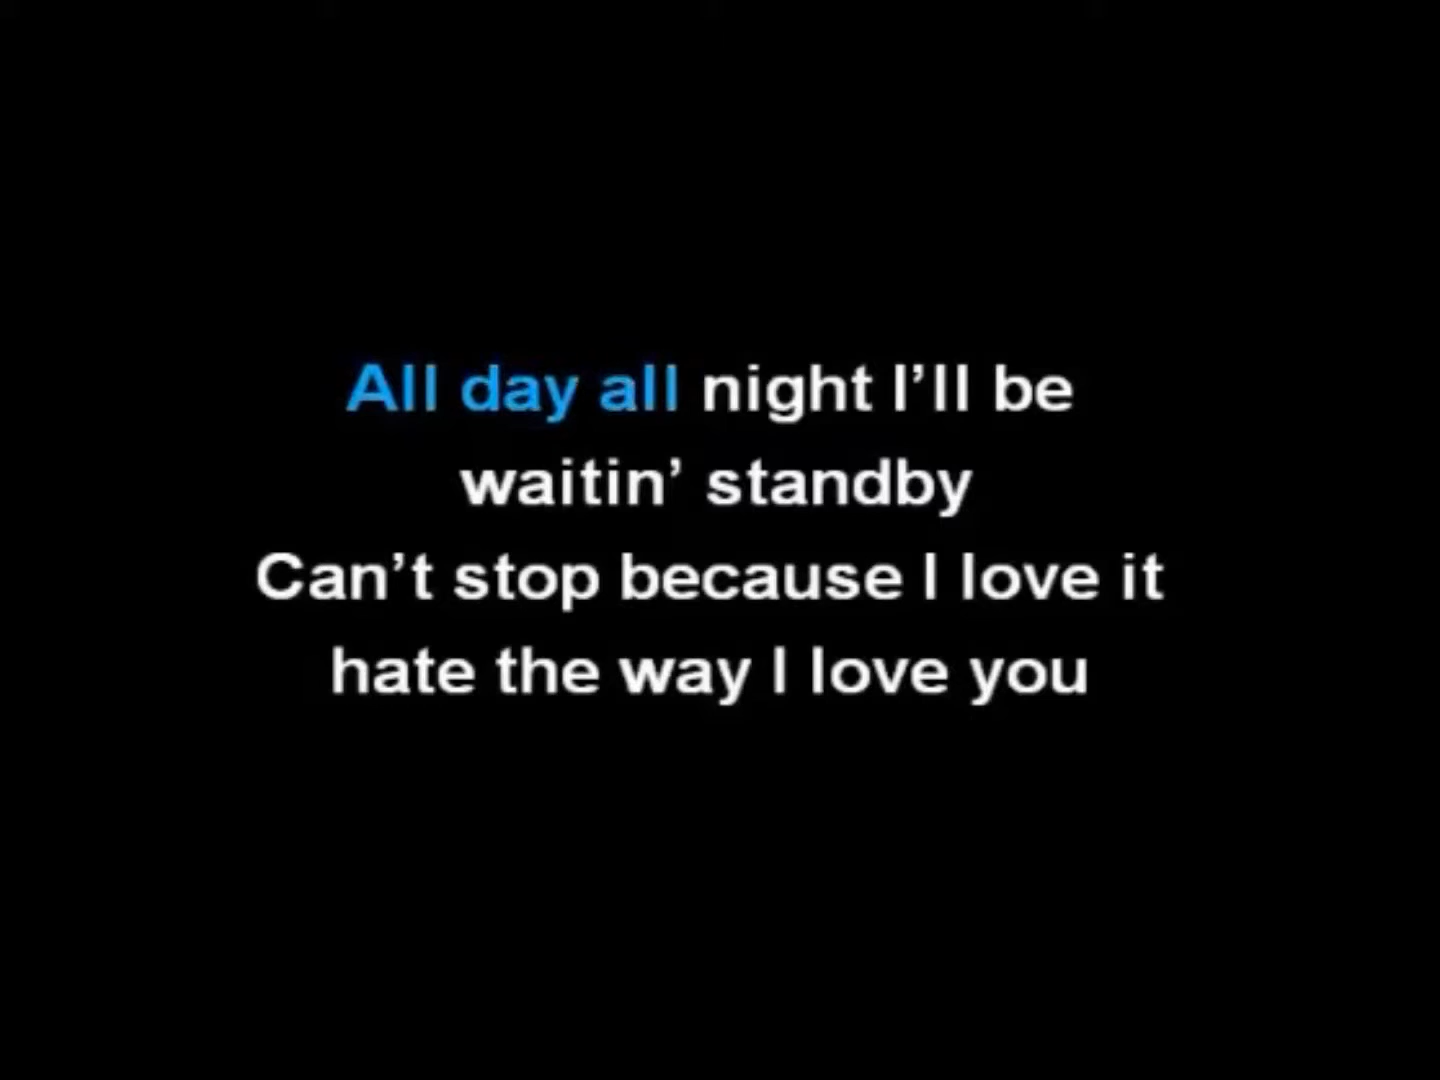 All day all night I’ll be
waitin’ standby
Can’t stop because I love it
hate the way I love you